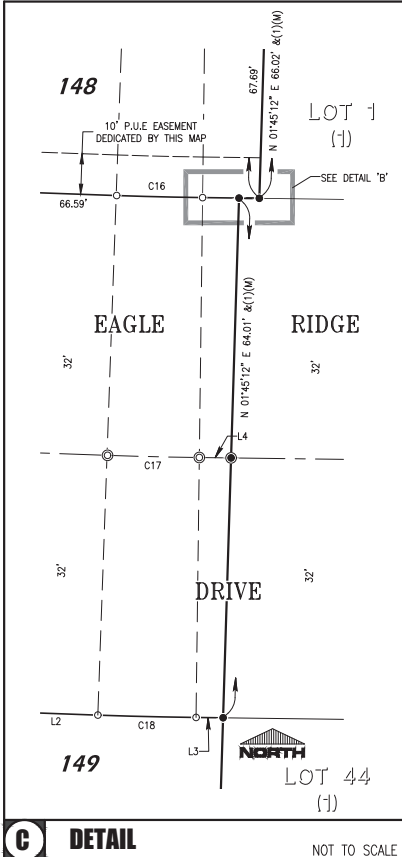 148
10' P.U.E EASEMENT
DEDICATED BY THIS MAP
67.69'
N 01°45'12" E 66.02' &(1)(M)
LOT 1
(1)
SEE DETAIL 'B'
C16
66.59'
EAGLE RIDGE
N 01°45'12" E 64.01' &(1)(M)
32'
32'
L4
C17
32'
32'
DRIVE
L2
C18
L3
149
NORTH
LOT 44
(1)
C DETAIL
NOT TO SCALE